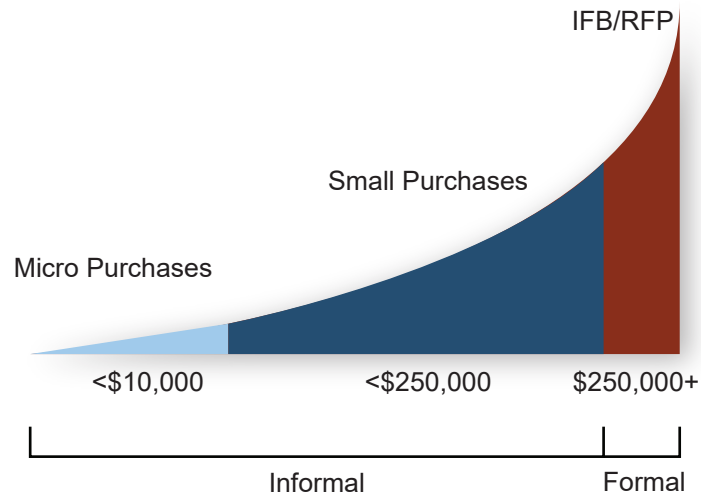 IFB/RFP
Small Purchases
Micro Purchases
<$10,000
<$250,000
$250,000+
Informal
Formal